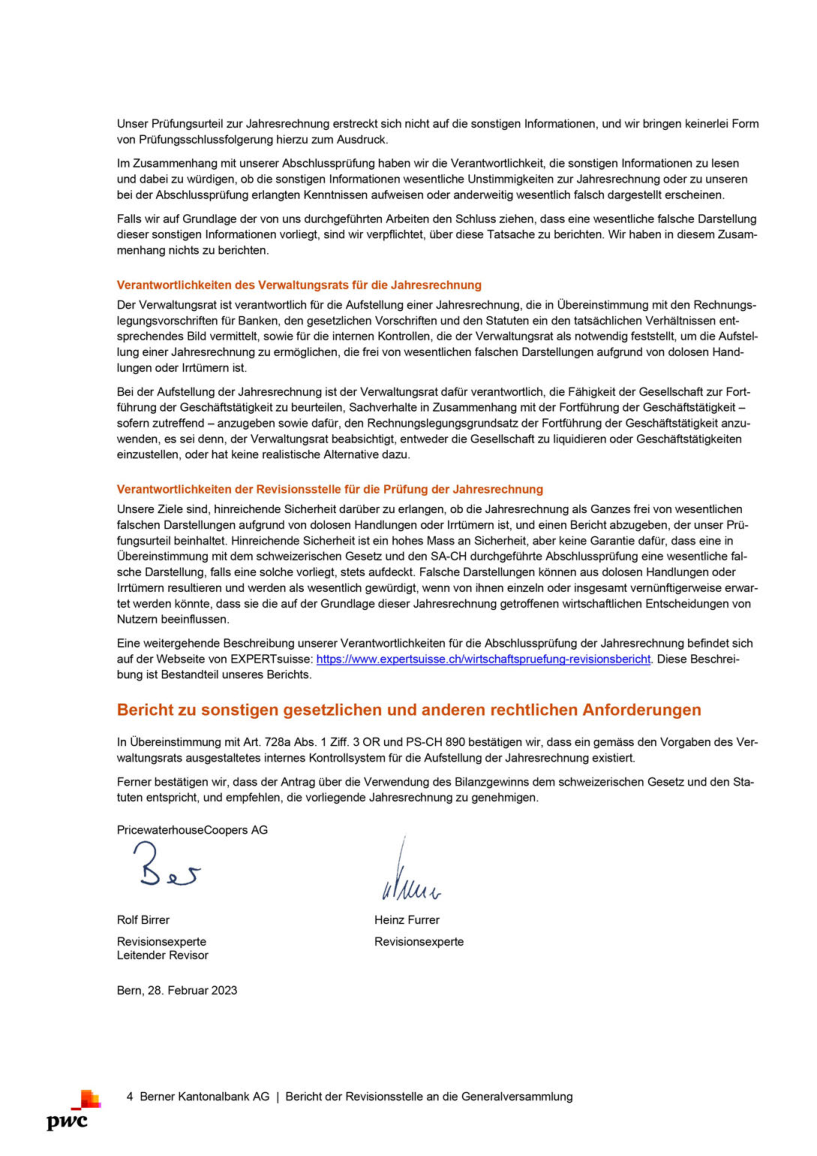 Unser Prüfungsurteil zur Jahresrechnung erstreckt sich nicht auf die sonstigen Informationen, und wir bringen keinerlei Form
von Prüfungsschlussfolgerung hierzu zum Ausdruck.
Im Zusammenhang mit unserer Abschlussprüfung haben wir die Verantwortlichkeit, die sonstigen Informationen zu lesen
und dabei zu würdigen, ob die sonstigen Informationen wesentliche Unstimmigkeiten zur Jahresrechnung oder zu unseren
bei der Abschlussprüfung erlangten Kenntnissen aufweisen oder anderweitig wesentlich falsch dargestellt erscheinen.
Falls wir auf Grundlage der von uns durchgeführten Arbeiten den Schluss ziehen, dass eine wesentliche falsche Darstellung
dieser sonstigen Informationen vorliegt, sind wir verpflichtet, über diese Tatsache zu berichten. Wir haben in diesem Zusam-
menhang nichts zu berichten.
Verantwortlichkeiten des Verwaltungsrats für die Jahresrechnung
Der Verwaltungsrat ist verantwortlich für die Aufstellung einer Jahresrechnung, die in Übereinstimmung mit den Rechnungs-
legungsvorschriften für Banken, den gesetzlichen Vorschriften und den Statuten ein den tatsächlichen Verhältnissen ent-
sprechendes Bild vermittelt, sowie für die internen Kontrollen, die der Verwaltungsrat als notwendig feststellt, um die Aufstel-
lung einer Jahresrechnung zu ermöglichen, die frei von wesentlichen falschen Darstellungen aufgrund von dolosen Hand-
lungen oder Irrtümern ist.
Bei der Aufstellung der Jahresrechnung ist der Verwaltungsrat dafür verantwortlich, die Fähigkeit der Gesellschaft zur Fort-
führung der Geschäftstätigkeit zu beurteilen, Sachverhalte in Zusammenhang mit der Fortführung der Geschäftstätigkeit –
sofern zutreffend – anzugeben sowie dafür, den Rechnungslegungsgrundsatz der Fortführung der Geschäftstätigkeit anzu-
wenden, es sei denn, der Verwaltungsrat beabsichtigt, entweder die Gesellschaft zu liquidieren oder Geschäftstätigkeiten
einzustellen, oder hat keine realistische Alternative dazu.
Verantwortlichkeiten der Revisionsstelle für die Prüfung der Jahresrechnung
Unsere Ziele sind, hinreichende Sicherheit darüber zu erlangen, ob die Jahresrechnung als Ganzes frei von wesentlichen
falschen Darstellungen aufgrund von dolosen Handlungen oder Irrtümern ist, und einen Bericht abzugeben, der unser Prü-
fungsurteil beinhaltet. Hinreichende Sicherheit ist ein hohes Mass an Sicherheit, aber keine Garantie dafür, dass eine in
Übereinstimmung mit dem schweizerischen Gesetz und den SA-CH durchgeführte Abschlussprüfung eine wesentliche fal-
sche Darstellung, falls eine solche vorliegt, stets aufdeckt. Falsche Darstellungen können aus dolosen Handlungen oder
Irrtümern resultieren und werden als wesentlich gewürdigt, wenn von ihnen einzeln oder insgesamt vernünftigerweise erwar-
tet werden könnte, dass sie die auf der Grundlage dieser Jahresrechnung getroffenen wirtschaftlichen Entscheidungen von
Nutzern beeinflussen.
Eine weitergehende Beschreibung unserer Verantwortlichkeiten für die Abschlussprüfung der Jahresrechnung befindet sich
auf der Webseite von EXPERTsuisse: https://www.expertsuisse.ch/wirtschaftspruefung-revisionsbericht. Diese Beschrei-
bung ist Bestandteil unseres Berichts.
Bericht zu sonstigen gesetzlichen und anderen rechtlichen Anforderungen
In Übereinstimmung mit Art. 728a Abs. 1 Ziff. 3 OR und PS-CH 890 bestätigen wir, dass ein gemäss den Vorgaben des Ver-
waltungsrats ausgestaltetes internes Kontrollsystem für die Aufstellung der Jahresrechnung existiert.
Ferner bestätigen wir, dass der Antrag über die Verwendung des Bilanzgewinns dem schweizerischen Gesetz und den Sta-
tuten entspricht, und empfehlen, die vorliegende Jahresrechnung zu genehmigen.
PricewaterhouseCoopers AG
Rolf Birrer
Heinz Furrer
Revisionsexperte
Revisionsexperte
Leitender Revisor
Bern, 28. Februar 2023
4 Berner Kantonalbank AG | Bericht der Revisionsstelle an die Generalversammlung
pwc